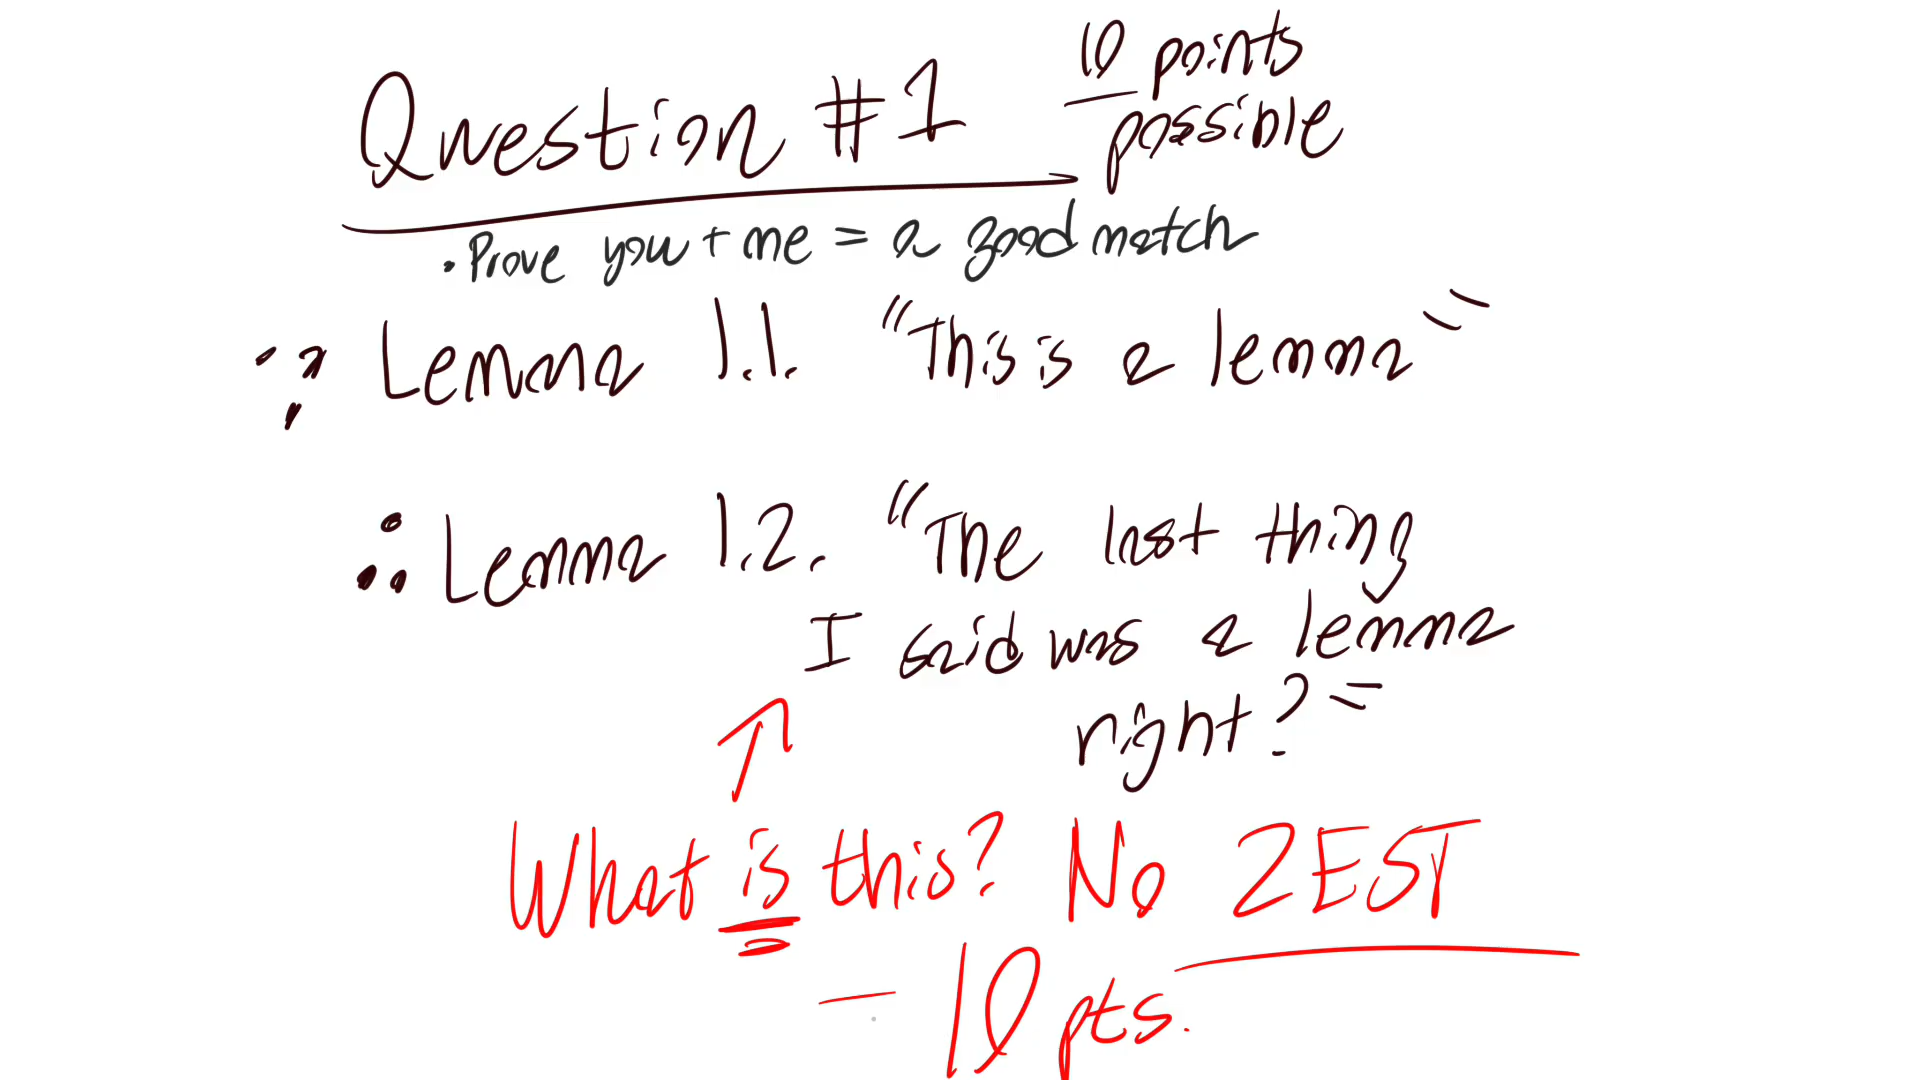 Question #1
10 points
possible
• Prove you + me = a good match
∵ Lemma 1.1. "This is a lemma"
∴ Lemma 1.2. "The last thing
I said was a lemma
right?"
↑
What is this? No ZEST
- 10 pts.